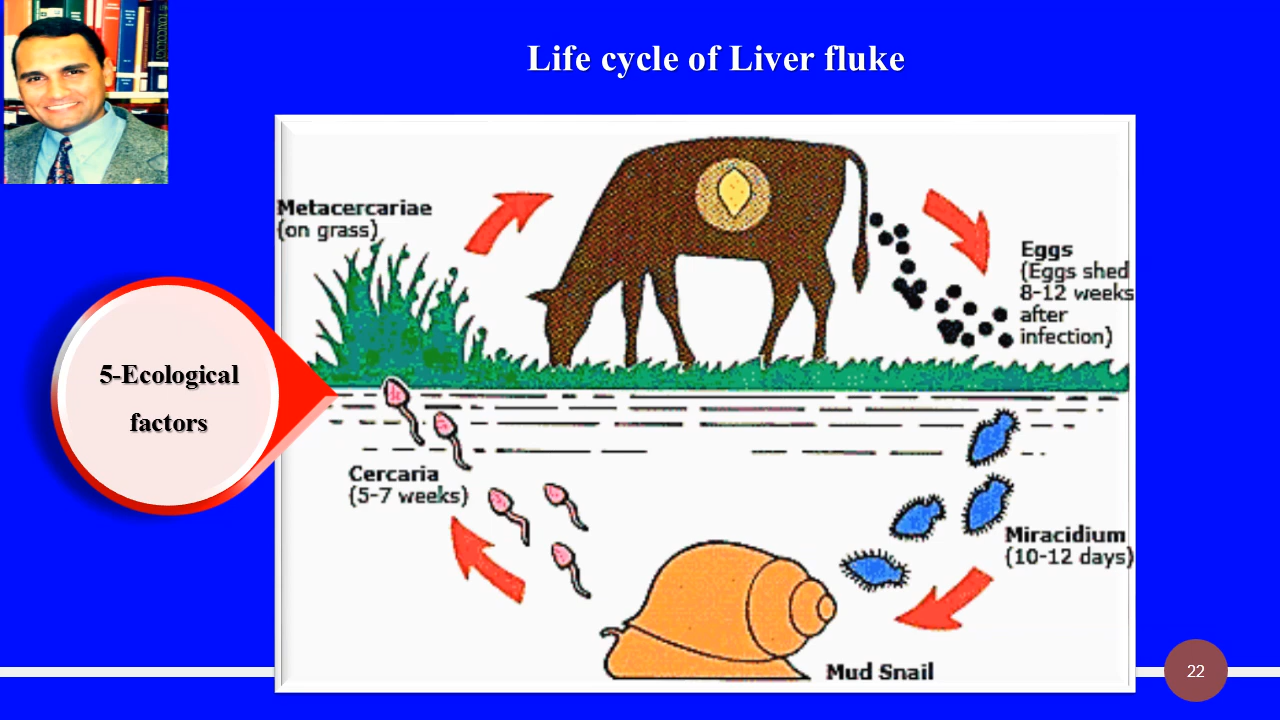 Life cycle of Liver fluke
Metacercariae
(on grass)
Eggs
(Eggs shed
8-12 weeks
after
infection)
5-Ecological
factors
Cercaria
(5-7 weeks)
Miracidium
(10-12 days)
Mud Snail
22